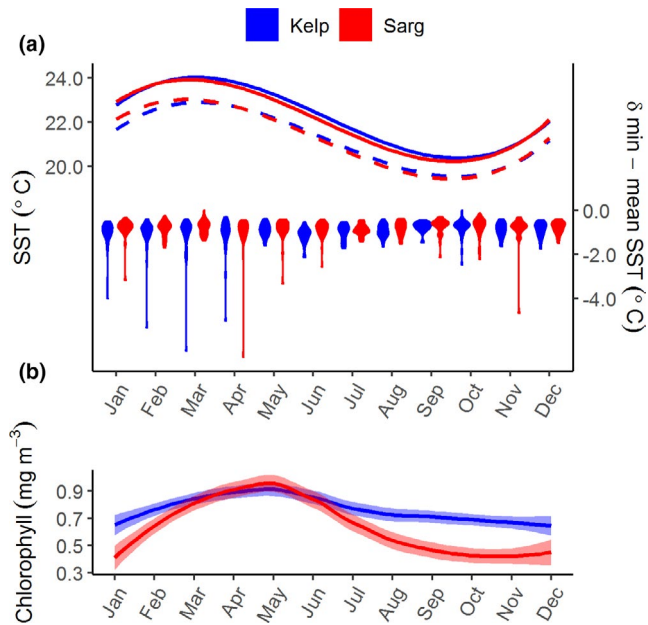 Kelp Sarg
(a)
24.0
22.0
20.0
SST (°C)
0.0
-2.0
-4.0
δ min − mean SST (°C)
Jan Feb Mar Apr May Jun Jul Aug Sep Oct Nov Dec
(b)
0.9
0.7
0.5
0.3
Chlorophyll (mg m⁻³)
Jan Feb Mar Apr May Jun Jul Aug Sep Oct Nov Dec